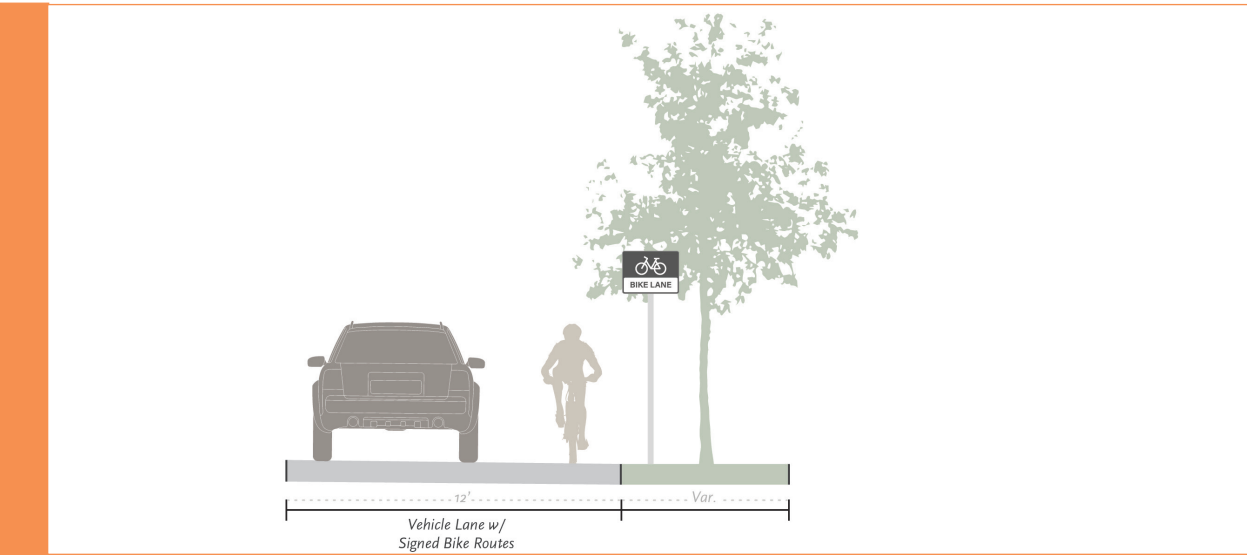 BIKE LANE
12' Var.
Vehicle Lane w/
Signed Bike Routes